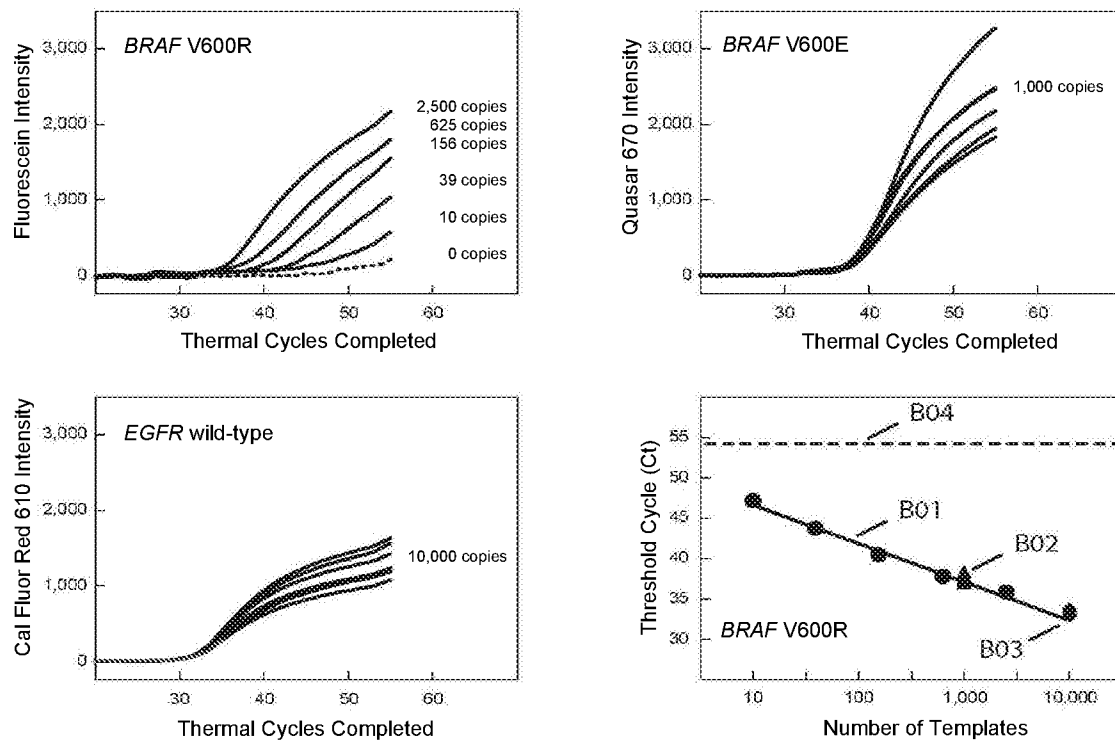 BRAF V600R
Fluorescein Intensity
3,000
2,000
1,000
0
2,500 copies
625 copies
156 copies
39 copies
10 copies
0 copies
30 40 50 60
Thermal Cycles Completed
BRAF V600E
Quasar 670 Intensity
3,000
2,000
1,000
0
1,000 copies
30 40 50 60
Thermal Cycles Completed
EGFR wild-type
Cal Fluor Red 610 Intensity
3,000
2,000
1,000
0
10,000 copies
30 40 50 60
Thermal Cycles Completed
Threshold Cycle (Ct)
55
50
45
40
35
30
B04
B01
B02
B03
BRAF V600R
10 100 1,000 10,000
Number of Templates